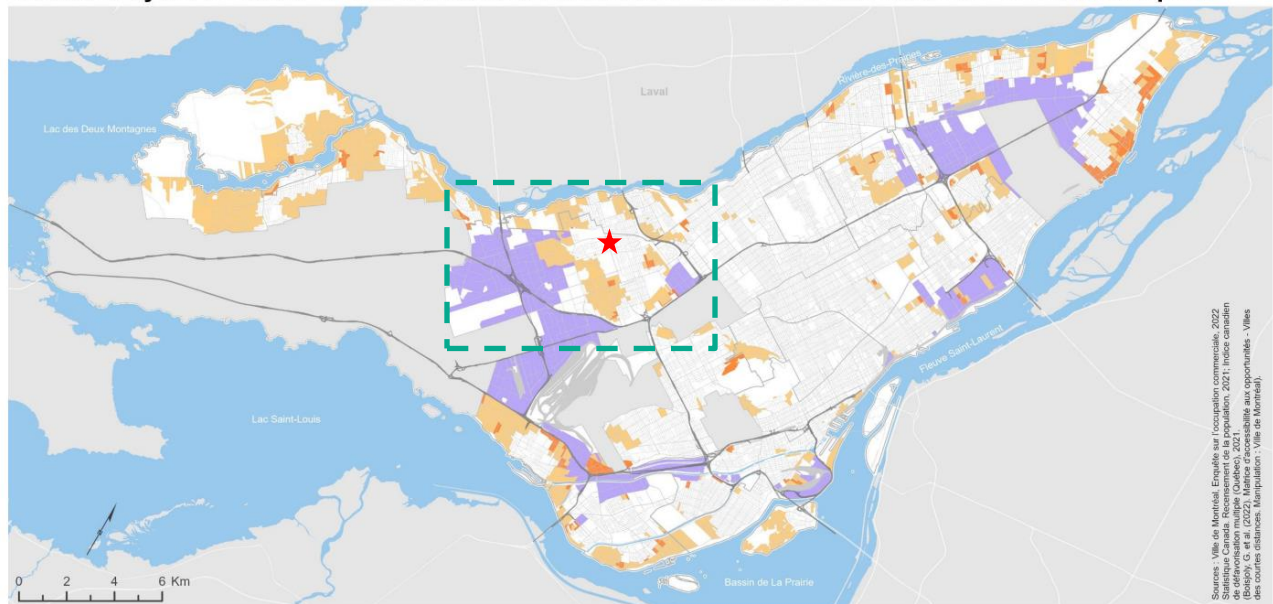 Laval
Rivière-des-Prairies
Lac des Deux Montagnes
Lac Saint-Louis
Fleuve Saint-Laurent
Bassin de La Prairie
0 2 4 6 Km
Sources : Ville de Montréal, Enquête sur l'occupation commerciale, 2022
Statistique Canada. Recensement de la population, 2021; Indice canadien
de défavorisation multiple (Québec), 2021.
(Boisjoly, G. et al. (2022). Matrice d'accessibilité aux opportunités - Villes
des courtes distances. Manipulation : Ville de Montréal).